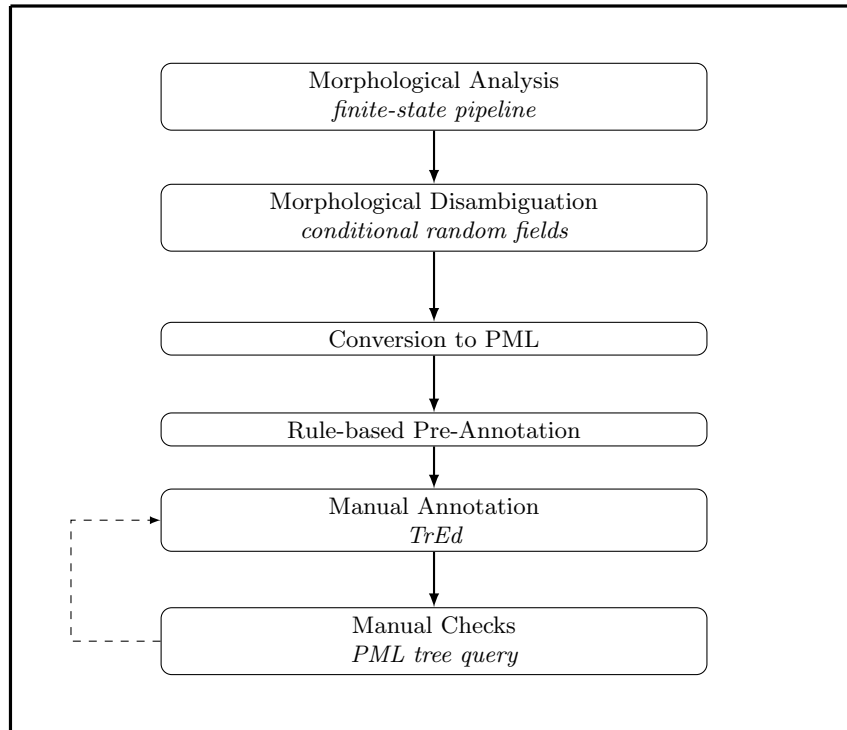 Morphological Analysis
finite-state pipeline
Morphological Disambiguation
conditional random fields
Conversion to PML
Rule-based Pre-Annotation
Manual Annotation
TrEd
Manual Checks
PML tree query